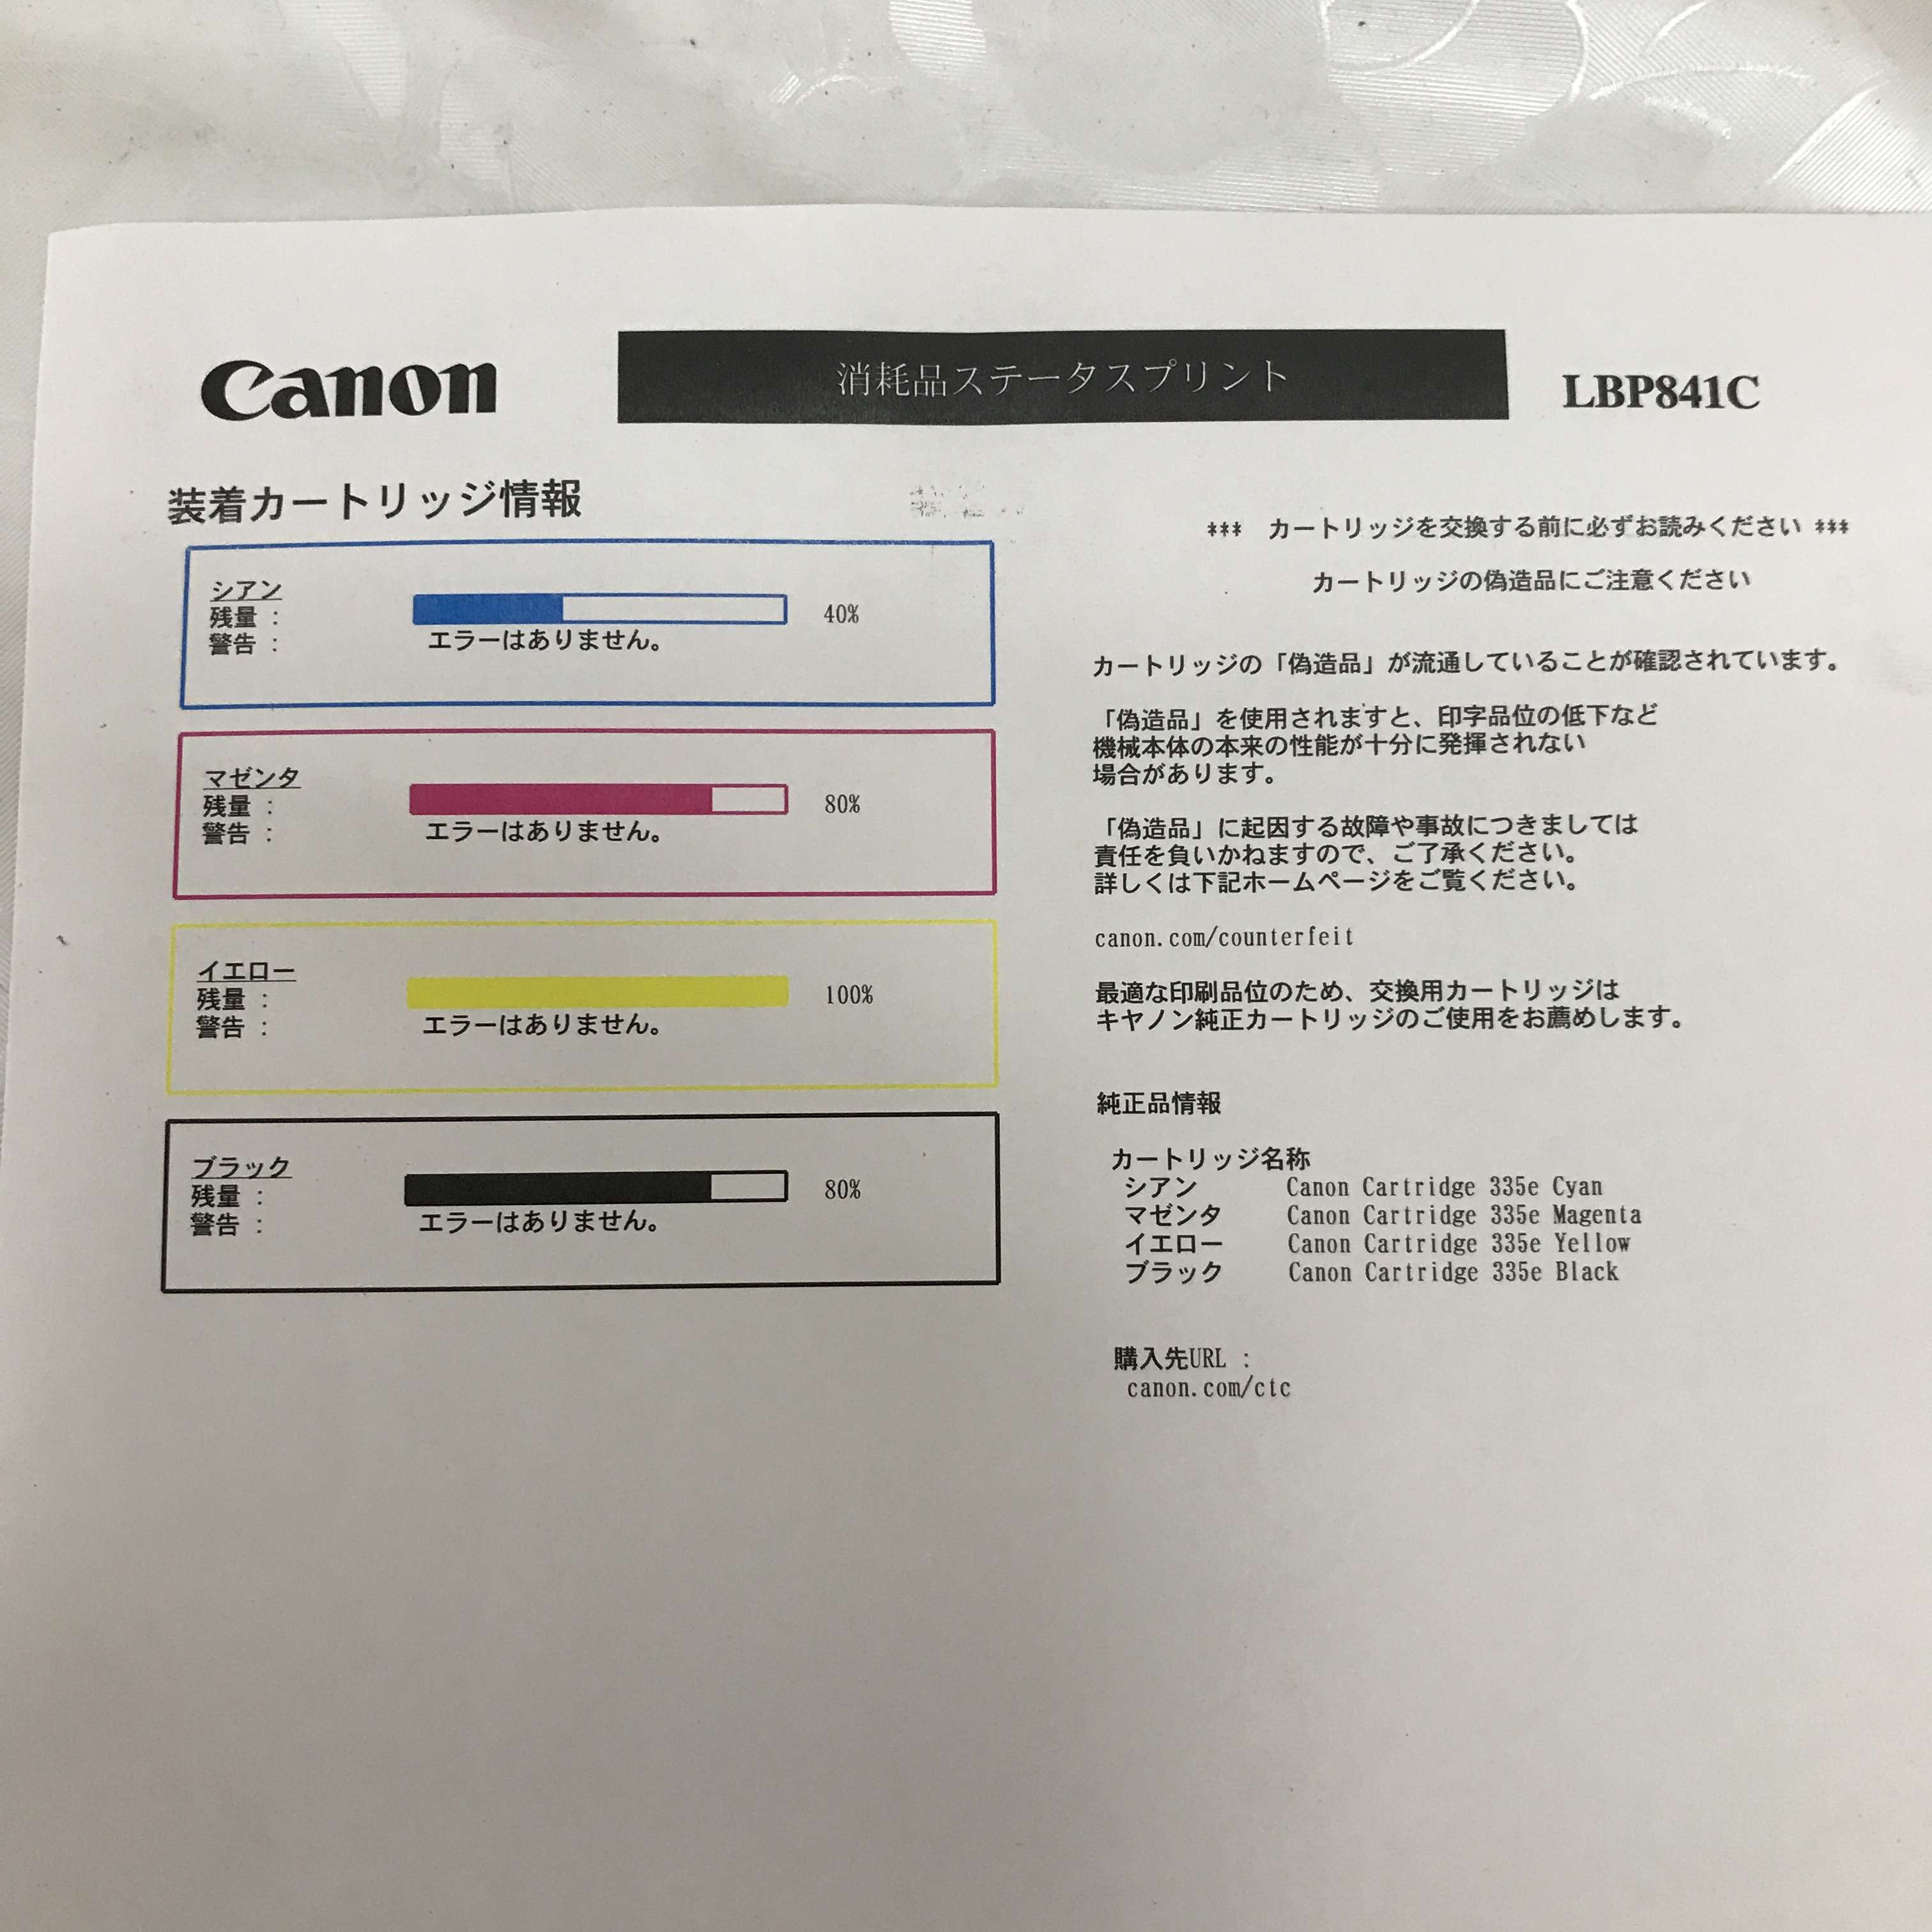 Canon
消耗品ステータスプリント
LBP841C
装着カートリッジ情報
シアン
残量 : 40%
警告 : エラーはありません。
マゼンタ
残量 : 80%
警告 : エラーはありません。
イエロー
残量 : 100%
警告 : エラーはありません。
ブラック
残量 : 80%
警告 : エラーはありません。
*** カートリッジを交換する前に必ずお読みください ***
カートリッジの偽造品にご注意ください
カートリッジの「偽造品」が流通していることが確認されています。
「偽造品」を使用されますと、印字品位の低下など
機械本体の本来の性能が十分に発揮されない
場合があります。
「偽造品」に起因する故障や事故につきましては
責任を負いかねますので、ご了承ください。
詳しくは下記ホームページをご覧ください。
canon.com/counterfeit
最適な印刷品位のため、交換用カートリッジは
キヤノン純正カートリッジのご使用をお薦めします。
純正品情報
カートリッジ名称
シアン Canon Cartridge 335e Cyan
マゼンタ Canon Cartridge 335e Magenta
イエロー Canon Cartridge 335e Yellow
ブラック Canon Cartridge 335e Black
購入先URL :
canon.com/ctc